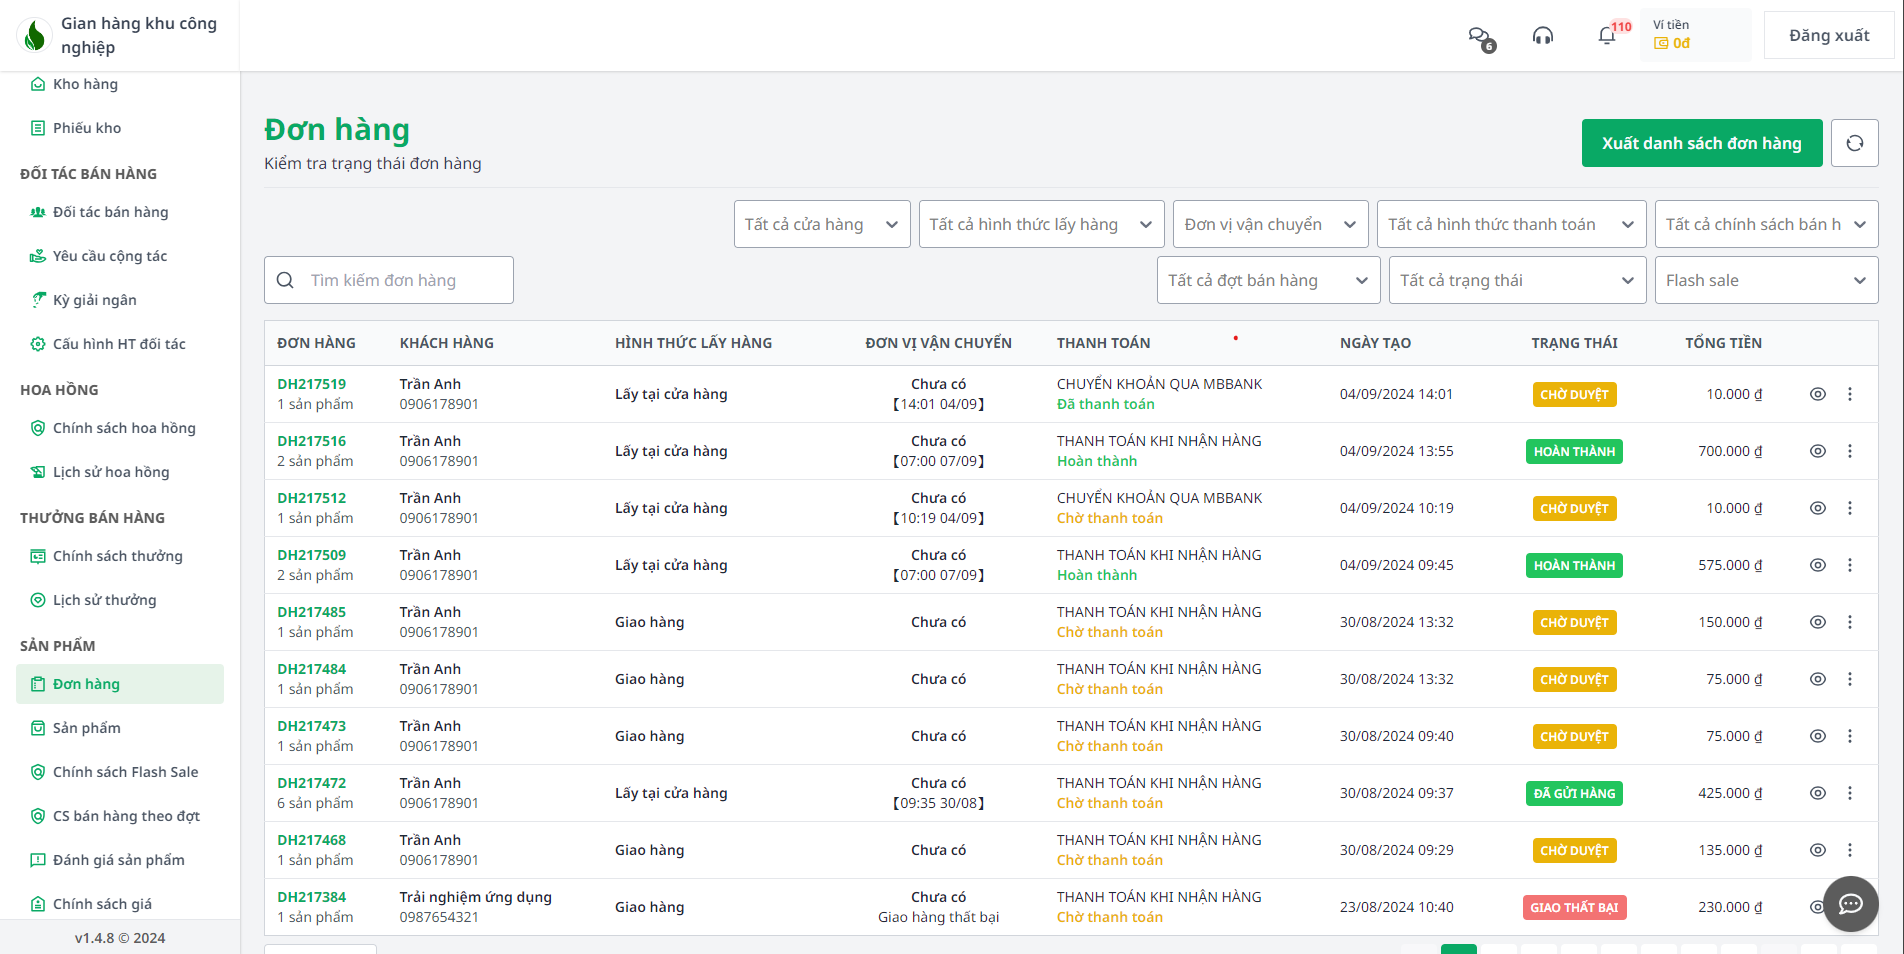 Gian hàng khu công
nghiệp
6
110
Ví tiền
0đ
Đăng xuất
Kho hàng
Phiếu kho
ĐỐI TÁC BÁN HÀNG
Đối tác bán hàng
Yêu cầu cộng tác
Kỳ giải ngân
Cấu hình HT đối tác
HOA HỒNG
Chính sách hoa hồng
Lịch sử hoa hồng
THƯỞNG BÁN HÀNG
Chính sách thưởng
Lịch sử thưởng
SẢN PHẨM
Đơn hàng
Sản phẩm
Chính sách Flash Sale
CS bán hàng theo đợt
Đánh giá sản phẩm
Chính sách giá
v1.4.8 © 2024
Đơn hàng
Kiểm tra trạng thái đơn hàng
Xuất danh sách đơn hàng
Tất cả cửa hàng
Tất cả hình thức lấy hàng
Đơn vị vận chuyển
Tất cả hình thức thanh toán
Tất cả chính sách bán h
Tìm kiếm đơn hàng
Tất cả đợt bán hàng
Tất cả trạng thái
Flash sale
ĐƠN HÀNG KHÁCH HÀNG HÌNH THỨC LẤY HÀNG ĐƠN VỊ VẬN CHUYỂN THANH TOÁN NGÀY TẠO TRẠNG THÁI TỔNG TIỀN
DH217519 Trần Anh Chưa có CHUYỂN KHOẢN QUA MBBANK
Lấy tại cửa hàng 04/09/2024 14:01 CHỜ DUYỆT 10.000 ₫
1 sản phẩm 0906178901 【14:01 04/09】 Đã thanh toán
DH217516 Trần Anh Chưa có THANH TOÁN KHI NHẬN HÀNG
Lấy tại cửa hàng 04/09/2024 13:55 HOÀN THÀNH 700.000 ₫
2 sản phẩm 0906178901 【07:00 07/09】 Hoàn thành
DH217512 Trần Anh Chưa có CHUYỂN KHOẢN QUA MBBANK
Lấy tại cửa hàng 04/09/2024 10:19 CHỜ DUYỆT 10.000 ₫
1 sản phẩm 0906178901 【10:19 04/09】 Chờ thanh toán
DH217509 Trần Anh Chưa có THANH TOÁN KHI NHẬN HÀNG
Lấy tại cửa hàng 04/09/2024 09:45 HOÀN THÀNH 575.000 ₫
2 sản phẩm 0906178901 【07:00 07/09】 Hoàn thành
DH217485 Trần Anh THANH TOÁN KHI NHẬN HÀNG
Giao hàng Chưa có 30/08/2024 13:32 CHỜ DUYỆT 150.000 ₫
1 sản phẩm 0906178901 Chờ thanh toán
DH217484 Trần Anh THANH TOÁN KHI NHẬN HÀNG
Giao hàng Chưa có 30/08/2024 13:32 CHỜ DUYỆT 75.000 ₫
1 sản phẩm 0906178901 Chờ thanh toán
DH217473 Trần Anh THANH TOÁN KHI NHẬN HÀNG
Giao hàng Chưa có 30/08/2024 09:40 CHỜ DUYỆT 75.000 ₫
1 sản phẩm 0906178901 Chờ thanh toán
DH217472 Trần Anh Chưa có THANH TOÁN KHI NHẬN HÀNG
Lấy tại cửa hàng 30/08/2024 09:37 ĐÃ GỬI HÀNG 425.000 ₫
6 sản phẩm 0906178901 【09:35 30/08】 Chờ thanh toán
DH217468 Trần Anh THANH TOÁN KHI NHẬN HÀNG
Giao hàng Chưa có 30/08/2024 09:29 CHỜ DUYỆT 135.000 ₫
1 sản phẩm 0906178901 Chờ thanh toán
DH217384 Trải nghiệm ứng dụng Chưa có THANH TOÁN KHI NHẬN HÀNG
Giao hàng 23/08/2024 10:40 GIAO THẤT BẠI 230.000 ₫
1 sản phẩm 0987654321 Giao hàng thất bại Chờ thanh toán